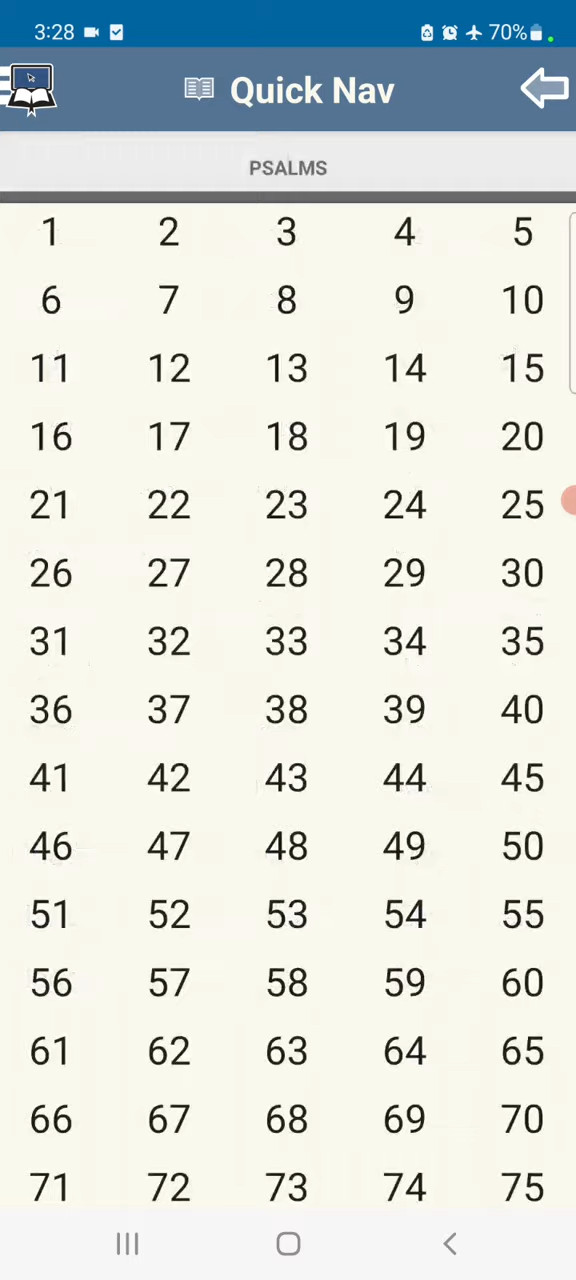 3:28 70%
Quick Nav
PSALMS
1 2 3 4 5
6 7 8 9 10
11 12 13 14 15
16 17 18 19 20
21 22 23 24 25
26 27 28 29 30
31 32 33 34 35
36 37 38 39 40
41 42 43 44 45
46 47 48 49 50
51 52 53 54 55
56 57 58 59 60
61 62 63 64 65
66 67 68 69 70
71 72 73 74 75